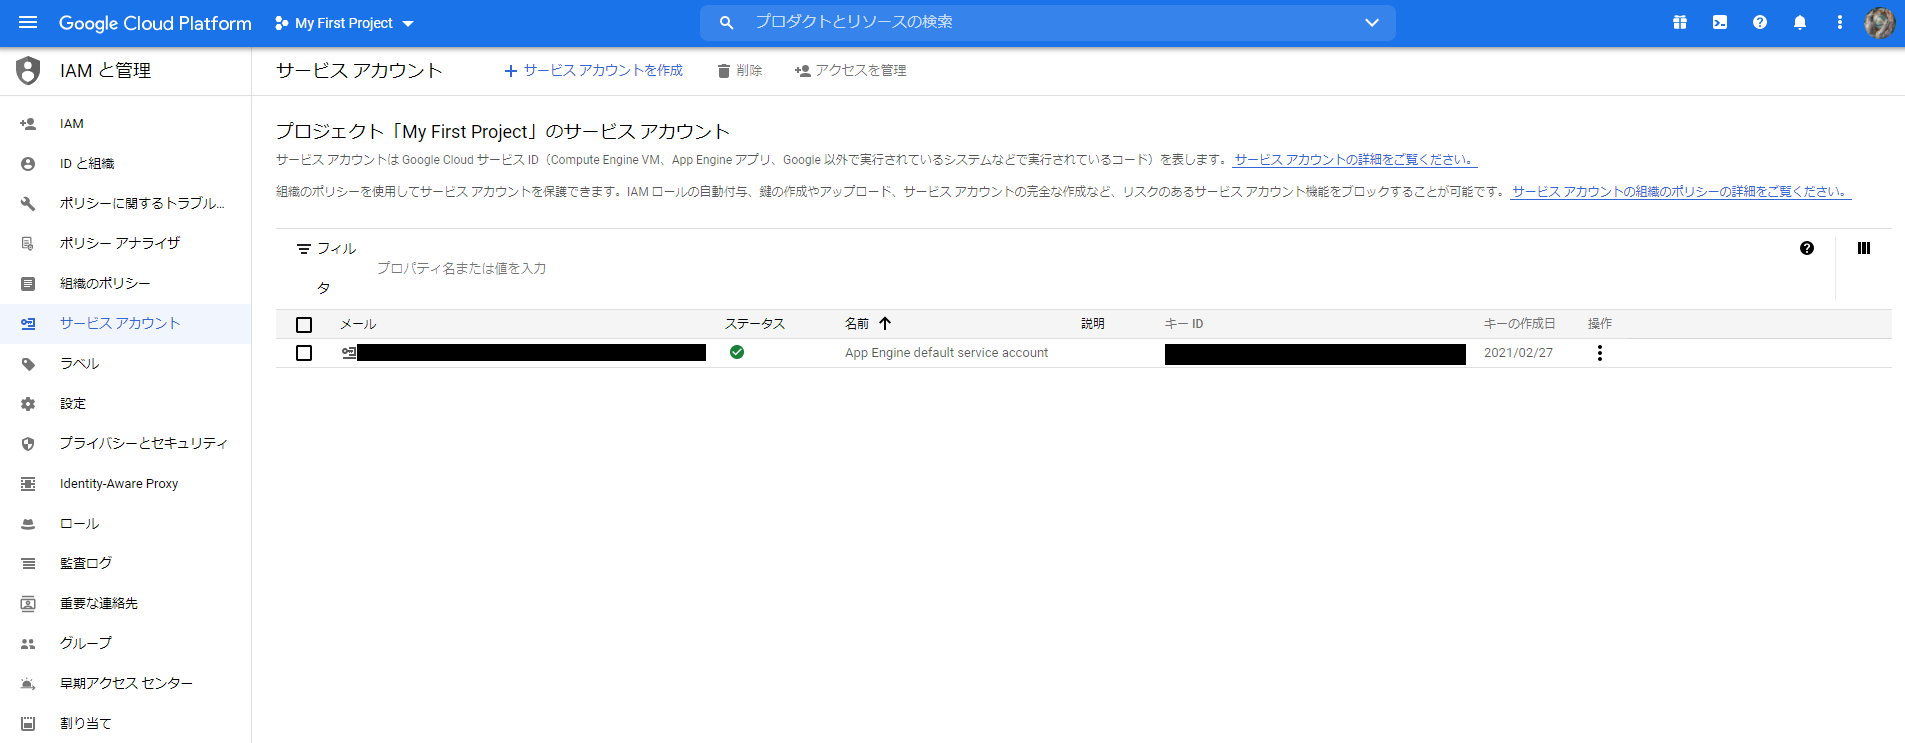 Google Cloud Platform My First Project プロダクトとリソースの検索
IAM と管理
サービス アカウント サービス アカウントを作成 削除 アクセスを管理
IAM
ID と組織
ポリシーに関するトラブル...
ポリシー アナライザ
組織のポリシー
サービス アカウント
ラベル
設定
プライバシーとセキュリティ
Identity-Aware Proxy
ロール
監査ログ
重要な連絡先
グループ
早期アクセス センター
割り当て
プロジェクト「My First Project」のサービス アカウント
サービス アカウントは Google Cloud サービス ID（Compute Engine VM、App Engine アプリ、Google 以外で実行されているシステムなどで実行されているコード）を表します。 サービス アカウントの詳細をご覧ください。
組織のポリシーを使用してサービス アカウントを保護できます。IAM ロールの自動付与、鍵の作成やアップロード、サービス アカウントの完全な作成など、リスクのあるサービス アカウント機能をブロックすることが可能です。 サービス アカウントの組織のポリシーの詳細をご覧ください。
フィル
タ
プロパティ名または値を入力
メール ステータス 名前 説明 キー ID キーの作成日 操作
App Engine default service account 2021/02/27